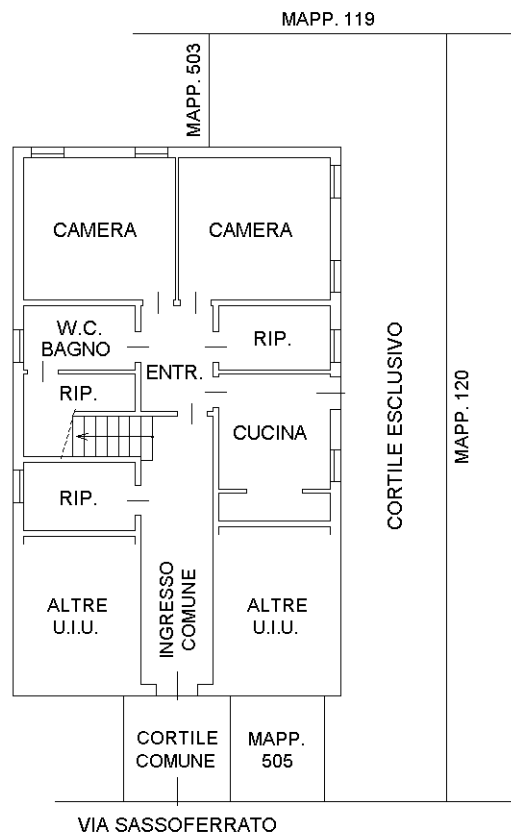 MAPP. 119
MAPP. 503
CAMERA
CAMERA
W.C.
BAGNO
RIP.
ENTR.
RIP.
CUCINA
CORTILE ESCLUSIVO
MAPP. 120
RIP.
INGRESSO
COMUNE
ALTRE
U.I.U.
ALTRE
U.I.U.
CORTILE
COMUNE
MAPP.
505
VIA SASSOFERRATO